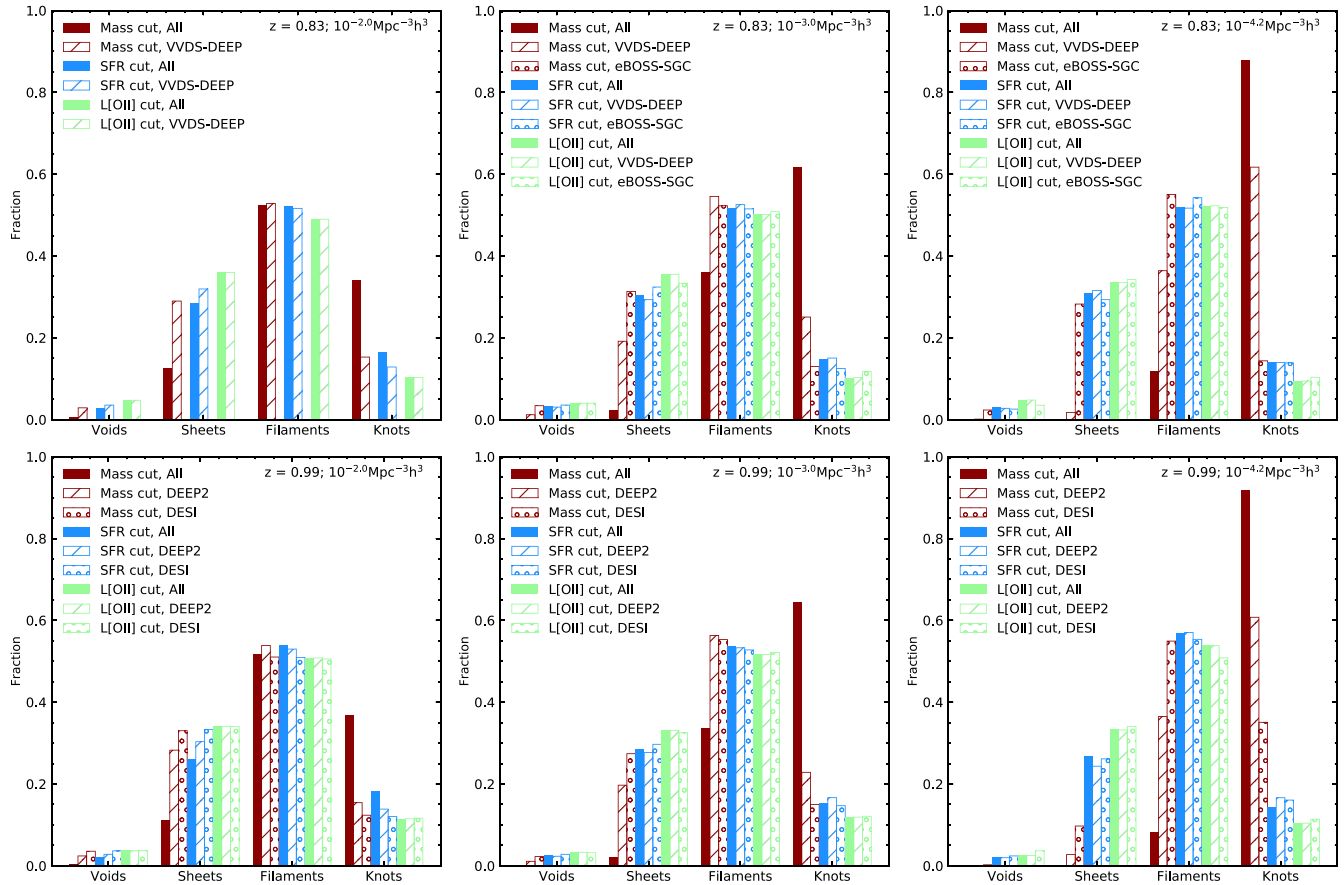 1.0
0.8
0.6
0.4
0.2
0.0
Fraction
Mass cut, All
Mass cut, VVDS-DEEP
SFR cut, All
SFR cut, VVDS-DEEP
L[OII] cut, All
L[OII] cut, VVDS-DEEP
z = 0.83; 10⁻²·⁰Mpc⁻³h³
Voids Sheets Filaments Knots
1.0
0.8
0.6
0.4
0.2
0.0
Fraction
Mass cut, All
Mass cut, VVDS-DEEP
Mass cut, eBOSS-SGC
SFR cut, All
SFR cut, VVDS-DEEP
SFR cut, eBOSS-SGC
L[OII] cut, All
L[OII] cut, VVDS-DEEP
L[OII] cut, eBOSS-SGC
z = 0.83; 10⁻³·⁰Mpc⁻³h³
Voids Sheets Filaments Knots
1.0
0.8
0.6
0.4
0.2
0.0
Fraction
Mass cut, All
Mass cut, VVDS-DEEP
Mass cut, eBOSS-SGC
SFR cut, All
SFR cut, VVDS-DEEP
SFR cut, eBOSS-SGC
L[OII] cut, All
L[OII] cut, VVDS-DEEP
L[OII] cut, eBOSS-SGC
z = 0.83; 10⁻⁴·²Mpc⁻³h³
Voids Sheets Filaments Knots
1.0
0.8
0.6
0.4
0.2
0.0
Fraction
Mass cut, All
Mass cut, DEEP2
Mass cut, DESI
SFR cut, All
SFR cut, DEEP2
SFR cut, DESI
L[OII] cut, All
L[OII] cut, DEEP2
L[OII] cut, DESI
z = 0.99; 10⁻²·⁰Mpc⁻³h³
Voids Sheets Filaments Knots
1.0
0.8
0.6
0.4
0.2
0.0
Fraction
Mass cut, All
Mass cut, DEEP2
Mass cut, DESI
SFR cut, All
SFR cut, DEEP2
SFR cut, DESI
L[OII] cut, All
L[OII] cut, DEEP2
L[OII] cut, DESI
z = 0.99; 10⁻³·⁰Mpc⁻³h³
Voids Sheets Filaments Knots
1.0
0.8
0.6
0.4
0.2
0.0
Fraction
Mass cut, All
Mass cut, DEEP2
Mass cut, DESI
SFR cut, All
SFR cut, DEEP2
SFR cut, DESI
L[OII] cut, All
L[OII] cut, DEEP2
L[OII] cut, DESI
z = 0.99; 10⁻⁴·²Mpc⁻³h³
Voids Sheets Filaments Knots